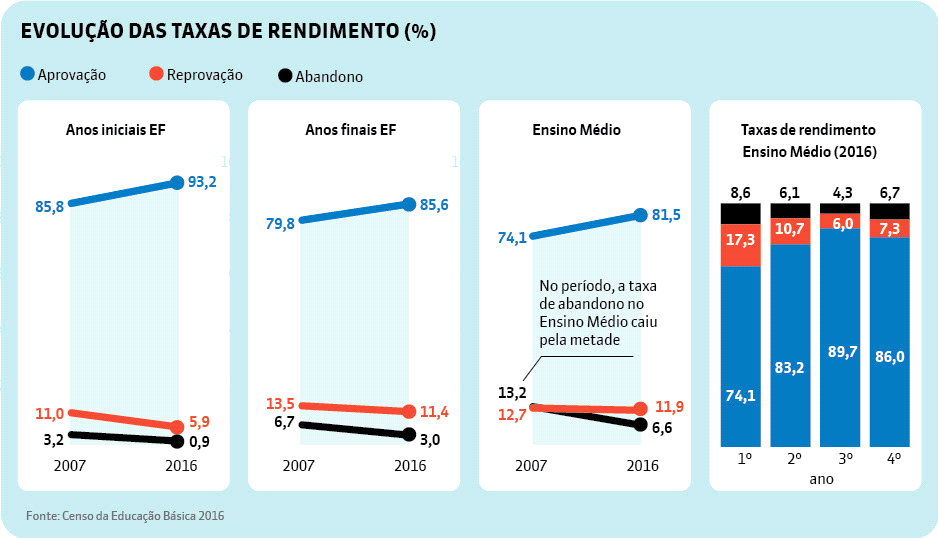 EVOLUÇÃO DAS TAXAS DE RENDIMENTO (%)
Aprovação
Reprovação
Abandono
Anos iniciais EF
85,8
93,2
11,0
5,9
3,2
0,9
2007
2016
Anos finais EF
79,8
85,6
13,5
11,4
6,7
3,0
2007
2016
Ensino Médio
74,1
81,5
No período, a taxa
de abandono no
Ensino Médio caiu
pela metade
13,2
12,7
11,9
6,6
2007
2016
Taxas de rendimento
Ensino Médio (2016)
8,6 6,1 4,3 6,7
17,3 10,7 6,0 7,3
74,1 83,2 89,7 86,0
1º 2º 3º 4º
ano
Fonte: Censo da Educação Básica 2016